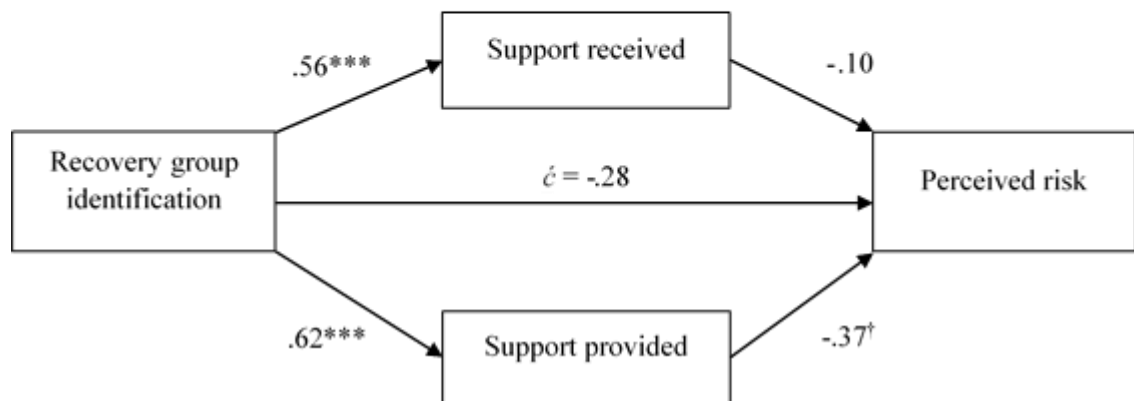 Support received
.56***
-.10
Recovery group
identification
ć = -.28
Perceived risk
.62***
Support provided
-.37†